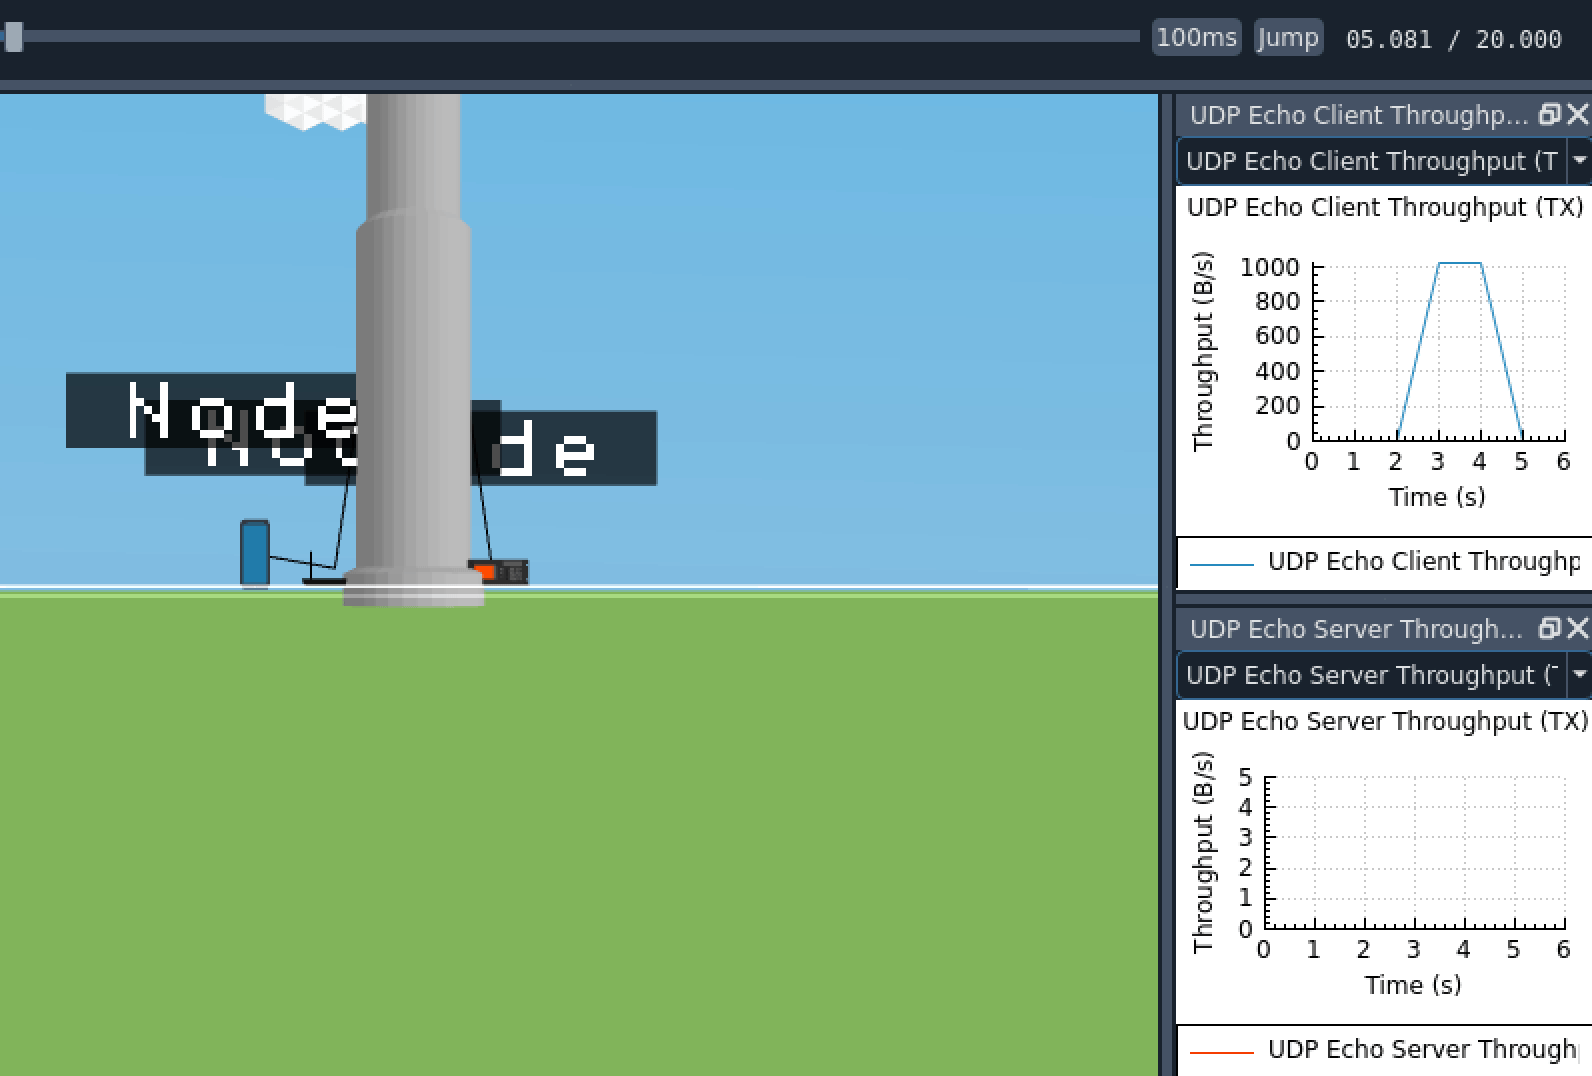 100ms Jump 05.081 / 20.000
UDP Echo Client Throughp...
UDP Echo Client Throughput (T
UDP Echo Client Throughput (TX)
Throughput (B/s)
1000
800
600
400
200
0
0 1 2 3 4 5 6
Time (s)
UDP Echo Client Throughp
UDP Echo Server Through...
UDP Echo Server Throughput (
UDP Echo Server Throughput (TX)
Throughput (B/s)
5
4
3
2
1
0
0 1 2 3 4 5 6
Time (s)
UDP Echo Server Through
Node
Noc
de